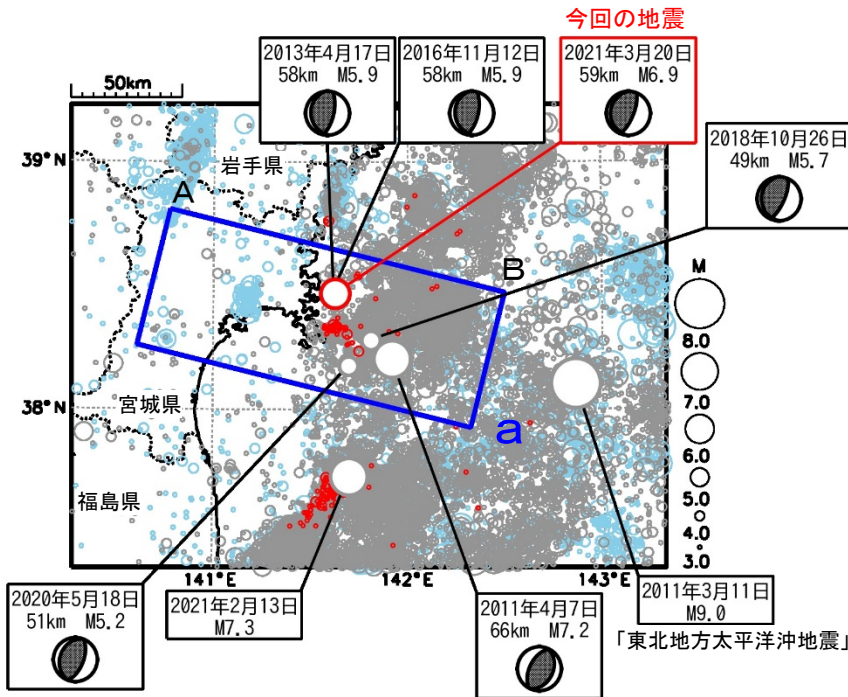 今回の地震
2013年4月17日
58km M5.9
2016年11月12日
58km M5.9
2021年3月20日
59km M6.9
50km
2018年10月26日
49km M5.7
39°N
岩手県
A
B
M
8.0
7.0
6.0
5.0
4.0
3.0
38°N
宮城県
a
福島県
141°E
142°E
143°E
2020年5月18日
51km M5.2
2021年2月13日
M7.3
2011年4月7日
66km M7.2
2011年3月11日
M9.0
「東北地方太平洋沖地震」